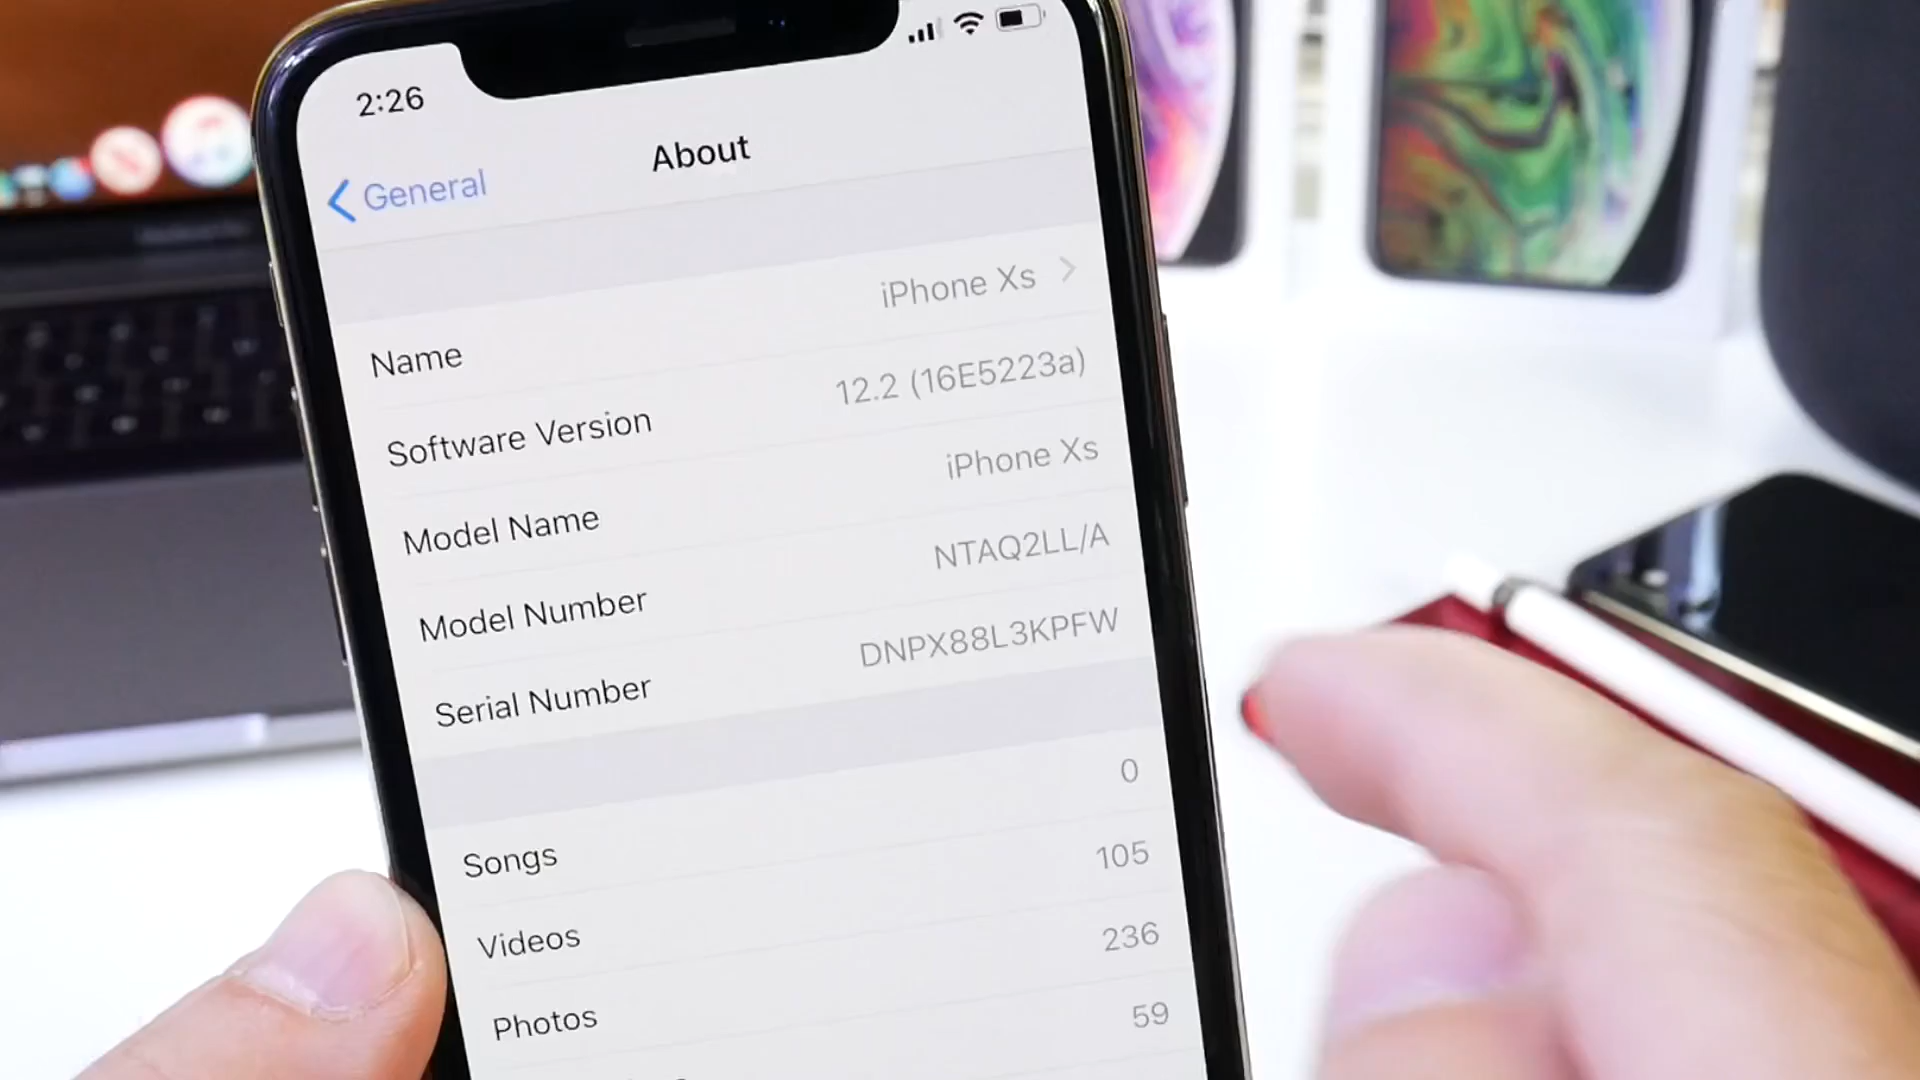 2:26
General
About
Name
iPhone Xs
Software Version
12.2 (16E5223a)
Model Name
iPhone Xs
Model Number
NTAQ2LL/A
Serial Number
DNPX88L3KPFW
Songs
0
Videos
105
Photos
236
59